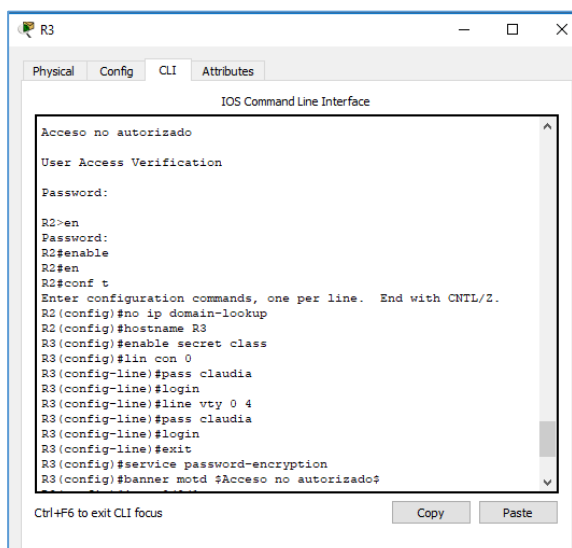 R3
Physical Config CLI Attributes
IOS Command Line Interface
Acceso no autorizado
User Access Verification
Password:
R2>en
Password:
R2#enable
R2#en
R2#conf t
Enter configuration commands, one per line.  End with CNTL/Z.
R2(config)#no ip domain-lookup
R2(config)#hostname R3
R3(config)#enable secret class
R3(config)#lin con 0
R3(config-line)#pass claudia
R3(config-line)#login
R3(config-line)#line vty 0 4
R3(config-line)#pass claudia
R3(config-line)#login
R3(config-line)#exit
R3(config)#service password-encryption
R3(config)#banner motd $Acceso no autorizado$
Ctrl+F6 to exit CLI focus
Copy Paste